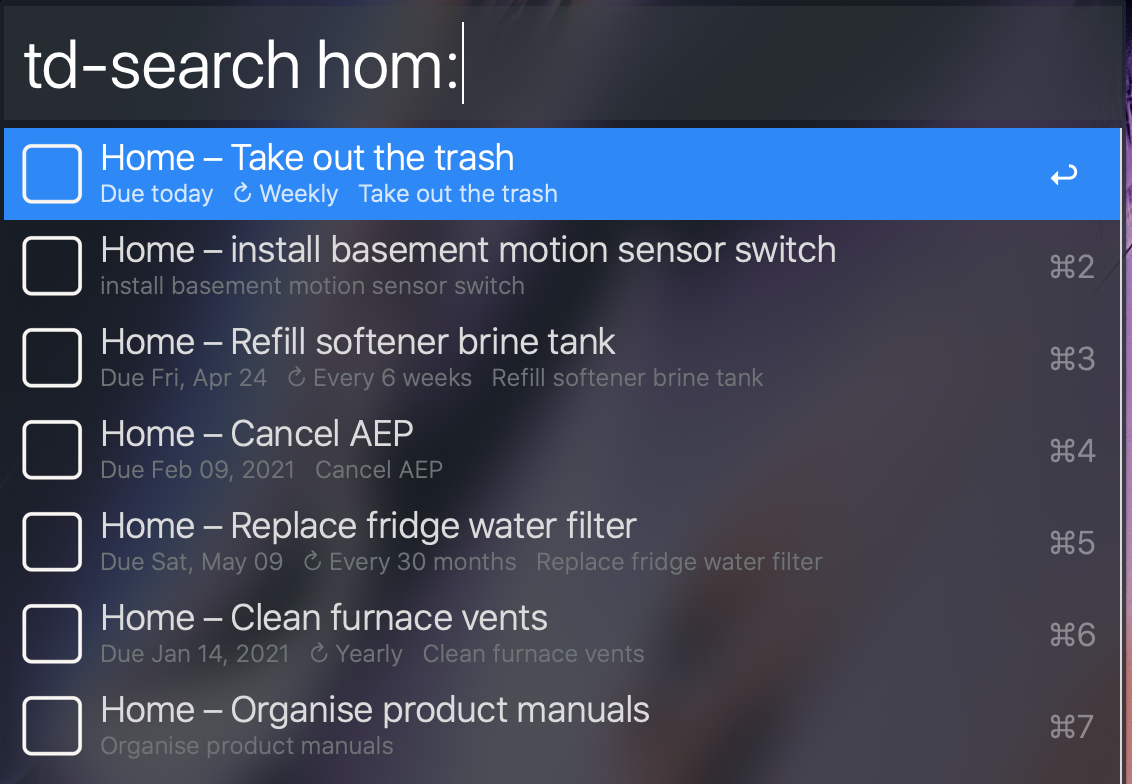 td-search hom:
Home – Take out the trash
Due today ↻ Weekly Take out the trash
↩
Home – install basement motion sensor switch
install basement motion sensor switch
⌘2
Home – Refill softener brine tank
Due Fri, Apr 24 ↻ Every 6 weeks Refill softener brine tank
⌘3
Home – Cancel AEP
Due Feb 09, 2021 Cancel AEP
⌘4
Home – Replace fridge water filter
Due Sat, May 09 ↻ Every 30 months Replace fridge water filter
⌘5
Home – Clean furnace vents
Due Jan 14, 2021 ↻ Yearly Clean furnace vents
⌘6
Home – Organise product manuals
Organise product manuals
⌘7